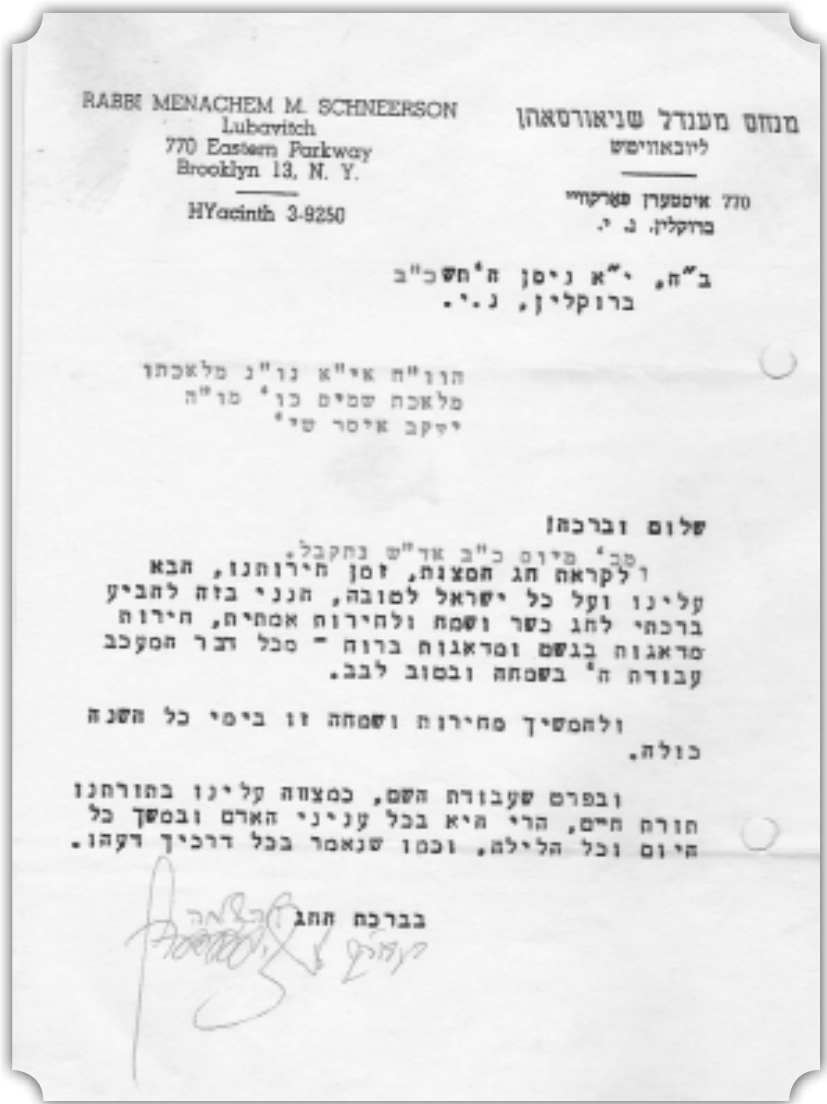 RABBI MENACHEM M. SCHNEERSON
Lubavitch
770 Eastern Parkway
Brooklyn 13, N. Y.
HYacinth 3-9250
מנחם מענדל שניאורסאהן
ליובאוויטש
770 איסטערן פארקוויי
ברוקלין. נ. י.
ב"ה, י"א ניסן ה'תשכ"ב
ברוקלין, נ.י.
הוו"ח אי"א נו"נ מלאכתו
מלאכת שמים כו' מו"ה
יעקב איסר שי'
שלום וברכה!
מכ' מיום כ"ב אד"ש נתקבל.
ולקראת חג המצות, זמן חירותנו, הבא
עלינו ועל כל ישראל לטובה, הנני בזה להביע
ברכתי לחג כשר ושמח ולחירות אמתית, חירות
מדאגות בגשם ומדאגות ברוח - מכל דבר המעכב
עבודת ה' בשמחה ובטוב לבב.
ולהמשיך מחירות ושמחה זו בימי כל השנה
כולה.
ובפרט שעבודת השם, כמצווה עלינו בתורתנו
תורת חיים, הרי היא בכל עניני האדם ובמשך כל
היום וכל הלילה, וכמו שנאמר בכל דרכיך דעהו.
בברכת החג